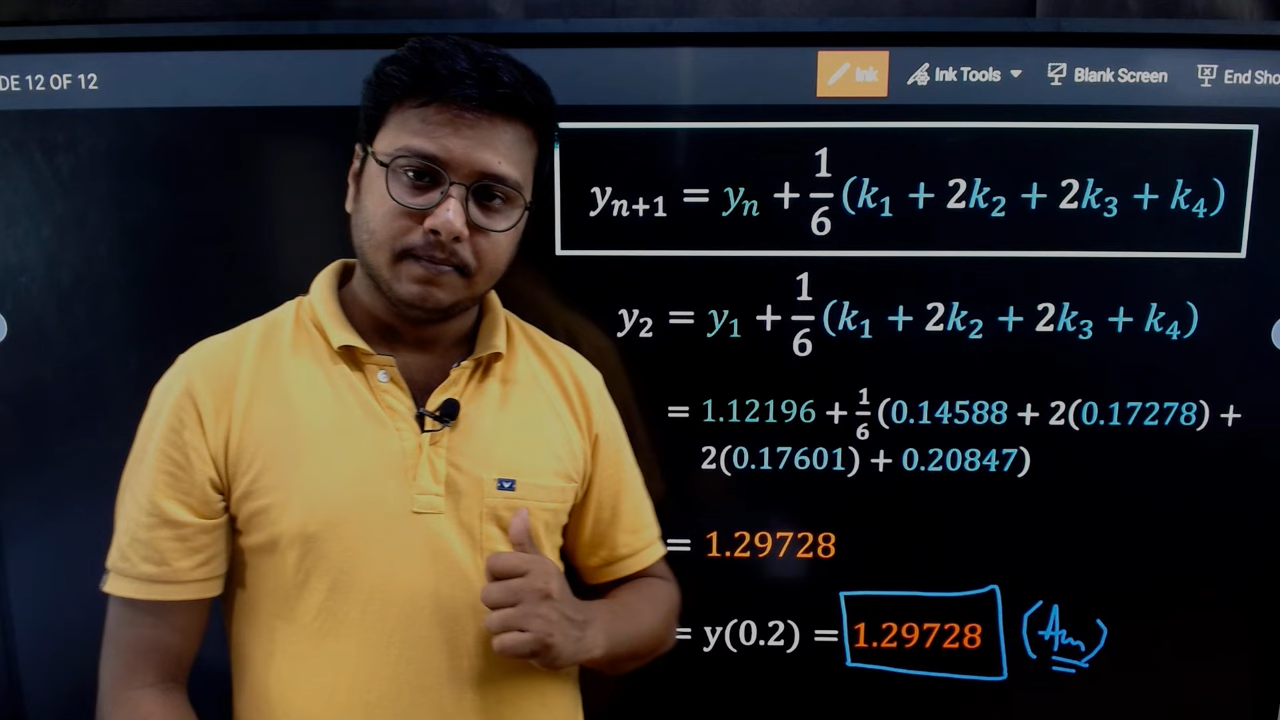 DE 12 OF 12
Ink
Ink Tools
Blank Screen
End Sho
yₙ₊₁ = yₙ + 1/6 (k₁ + 2k₂ + 2k₃ + k₄)
y₂ = y₁ + 1/6 (k₁ + 2k₂ + 2k₃ + k₄)
= 1.12196 + 1/6 (0.14588 + 2(0.17278) +
2(0.17601) + 0.20847)
= 1.29728
= y(0.2) = 1.29728 (Ans)